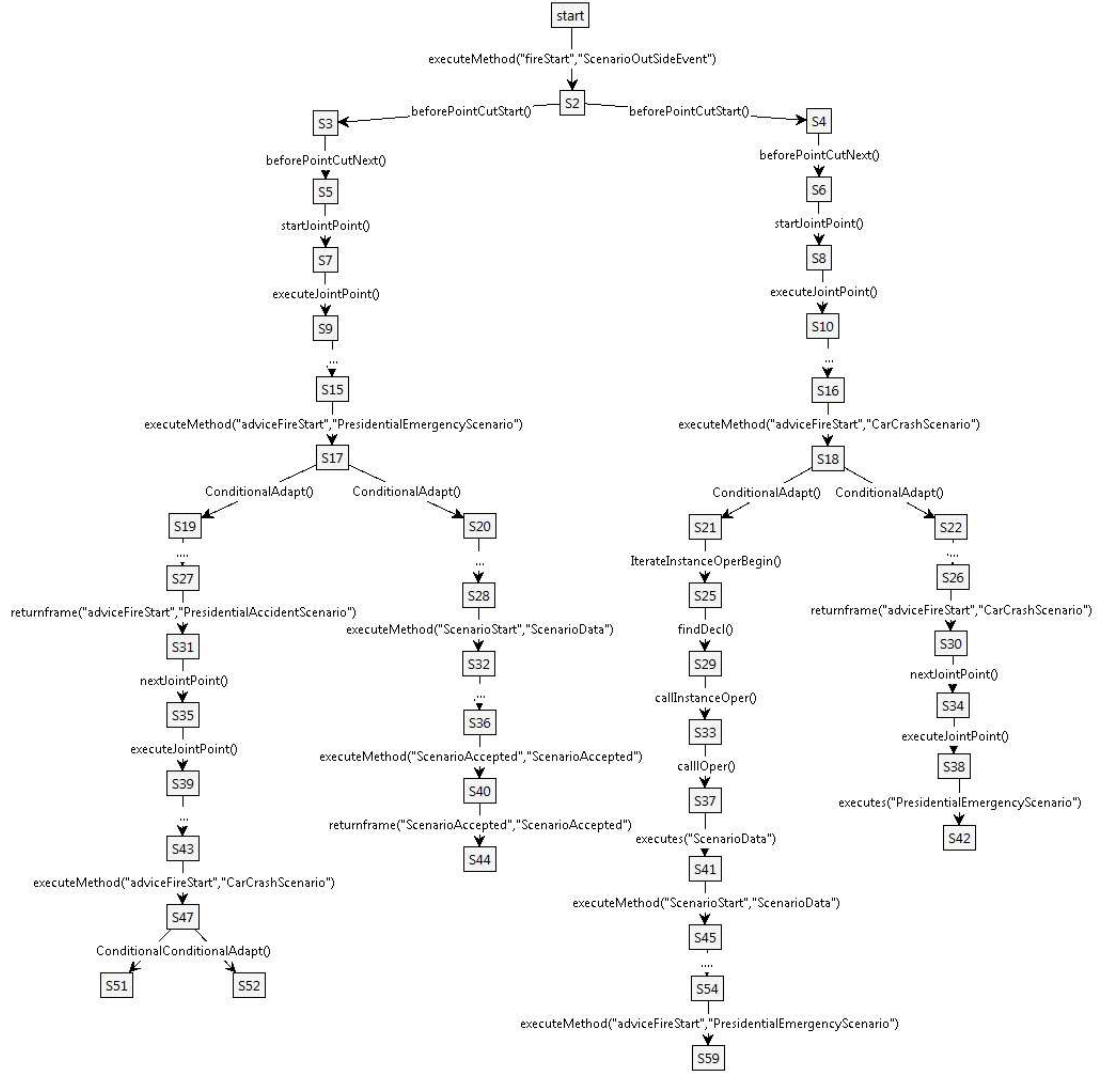 start
executeMethod("fireStart","ScenarioOutSideEvent")
S2
beforePointCutStart() beforePointCutStart()
S3 S4
beforePointCutNext() beforePointCutNext()
S5 S6
startJointPoint() startJointPoint()
S7 S8
executeJointPoint() executeJointPoint()
S9 S10
... ...
S15 S16
executeMethod("adviceFireStart","PresidentialEmergencyScenario") executeMethod("adviceFireStart","CarCrashScenario")
S17 S18
ConditionalAdapt() ConditionalAdapt() ConditionalAdapt() ConditionalAdapt()
S19 S20 S21 S22
.... ... IterateInstanceOperBegin() ...
S27 S28 S25 S26
returnframe("adviceFireStart","PresidentialAccidentScenario") executeMethod("ScenarioStart","ScenarioData") findDecl() returnframe("adviceFireStart","CarCrashScenario")
S31 S32 S29 S30
nextJointPoint() .... callInstanceOper() nextJointPoint()
S35 S36 S33 S34
executeJointPoint() executeMethod("ScenarioAccepted","ScenarioAccepted") callIOper() executeJointPoint()
S39 S40 S37 S38
... returnframe("ScenarioAccepted","ScenarioAccepted") executes("ScenarioData") executes("PresidentialEmergencyScenario")
S43 S44 S41 S42
executeMethod("adviceFireStart","CarCrashScenario") executeMethod("ScenarioStart","ScenarioData")
S47 S45
ConditionalConditionalAdapt() ....
S51 S52 S54
executeMethod("adviceFireStart","PresidentialEmergencyScenario")
S59